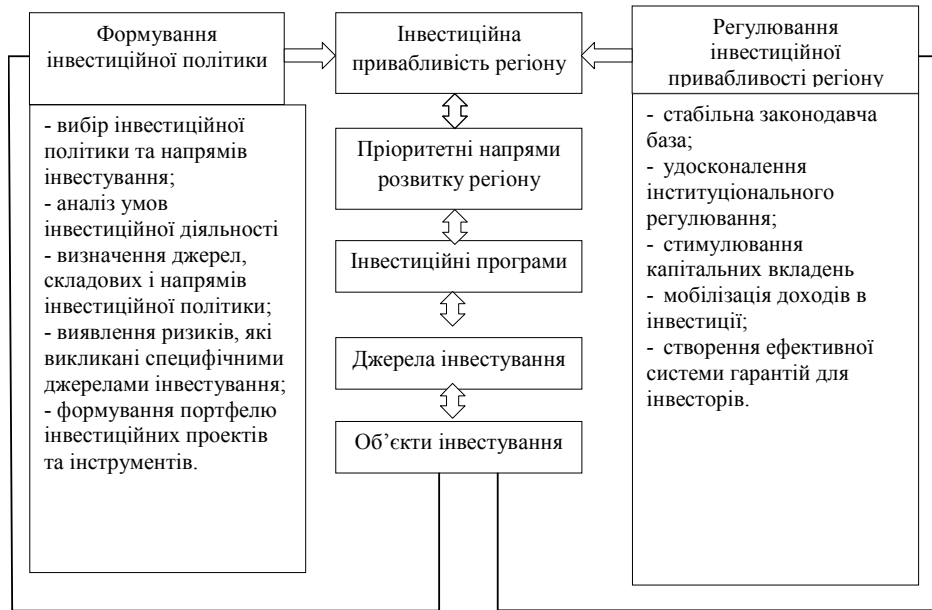 Формування
інвестиційної політики
- вибір інвестиційної
політики та напрямів
інвестування;
- аналіз умов
інвестиційної діяльності
- визначення джерел,
складових і напрямів
інвестиційної політики;
- виявлення ризиків, які
викликані специфічними
джерелами інвестування;
- формування портфелю
інвестиційних проектів
та інструментів.
Інвестиційна
привабливість регіону
Пріоритетні напрями
розвитку регіону
Інвестиційні програми
Джерела інвестування
Об’єкти інвестування
Регулювання
інвестиційної
привабливості регіону
- стабільна законодавча
база;
- удосконалення
інституціонального
регулювання;
- стимулювання
капітальних вкладень
- мобілізація доходів в
інвестиції;
- створення ефективної
системи гарантій для
інвесторів.